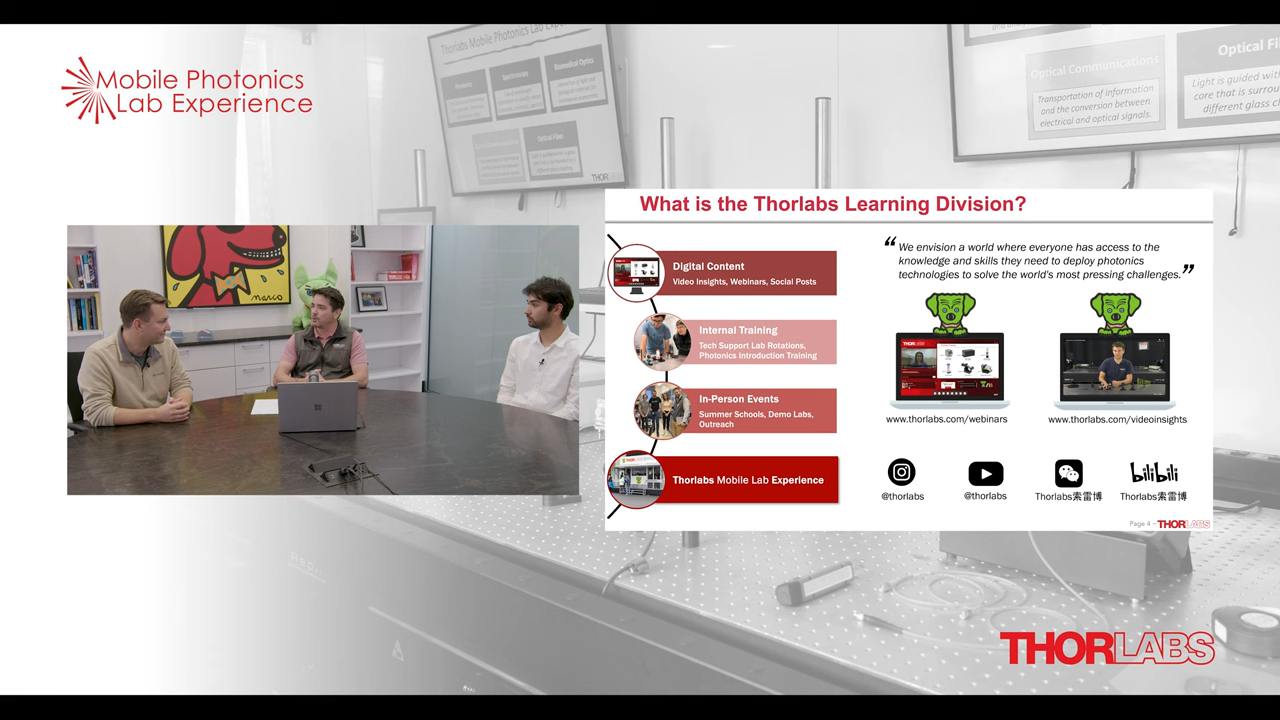 Mobile Photonics
Lab Experience
Thorlabs Mobile Photonics Lab
Spectroscopy
Biomedical Optics
Optical Fiber
THOR
Optical Communications
Transportation of information
and the conversion between
electrical and optical signals.
Optical Fi
Light is guided with
core that is surrou
different glass c
What is the Thorlabs Learning Division?
Digital Content
Video Insights, Webinars, Social Posts
Internal Training
Tech Support Lab Rotations,
Photonics Introduction Training
In-Person Events
Summer Schools, Demo Labs,
Outreach
Thorlabs Mobile Lab Experience
“We envision a world where everyone has access to the
knowledge and skills they need to deploy photonics
technologies to solve the world's most pressing challenges.”
THORLABS
www.thorlabs.com/webinars
www.thorlabs.com/videoinsights
@thorlabs
@thorlabs
Thorlabs索雷博
bilibili
Thorlabs索雷博
Page 4 – THORLABS
marco
THORLABS